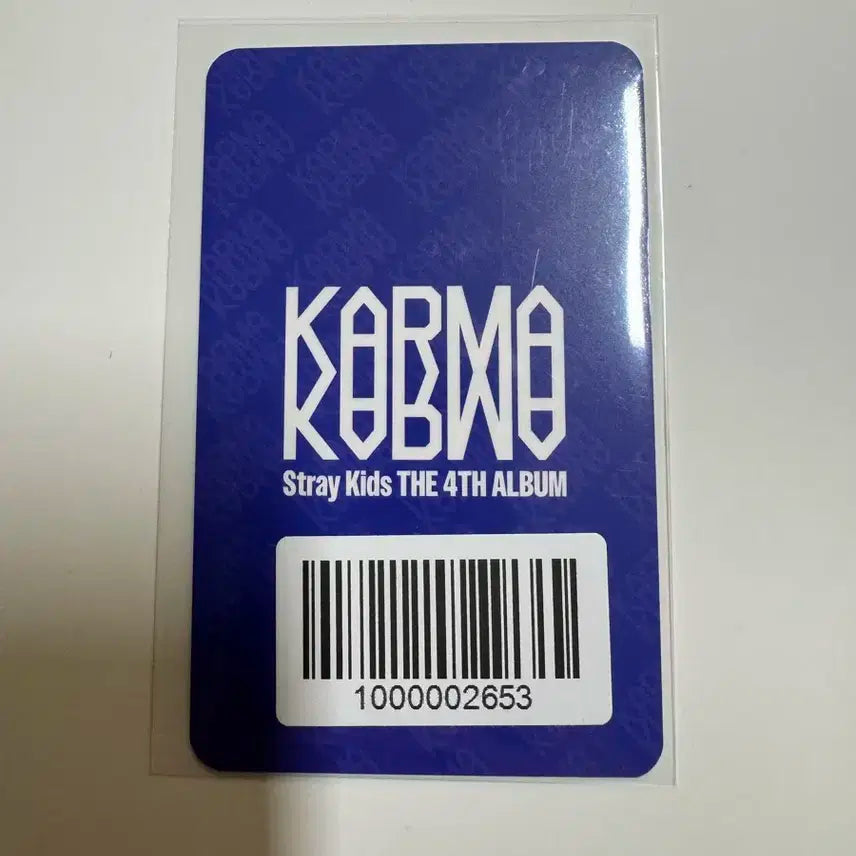 KARMA
Stray Kids THE 4TH ALBUM
1000002653